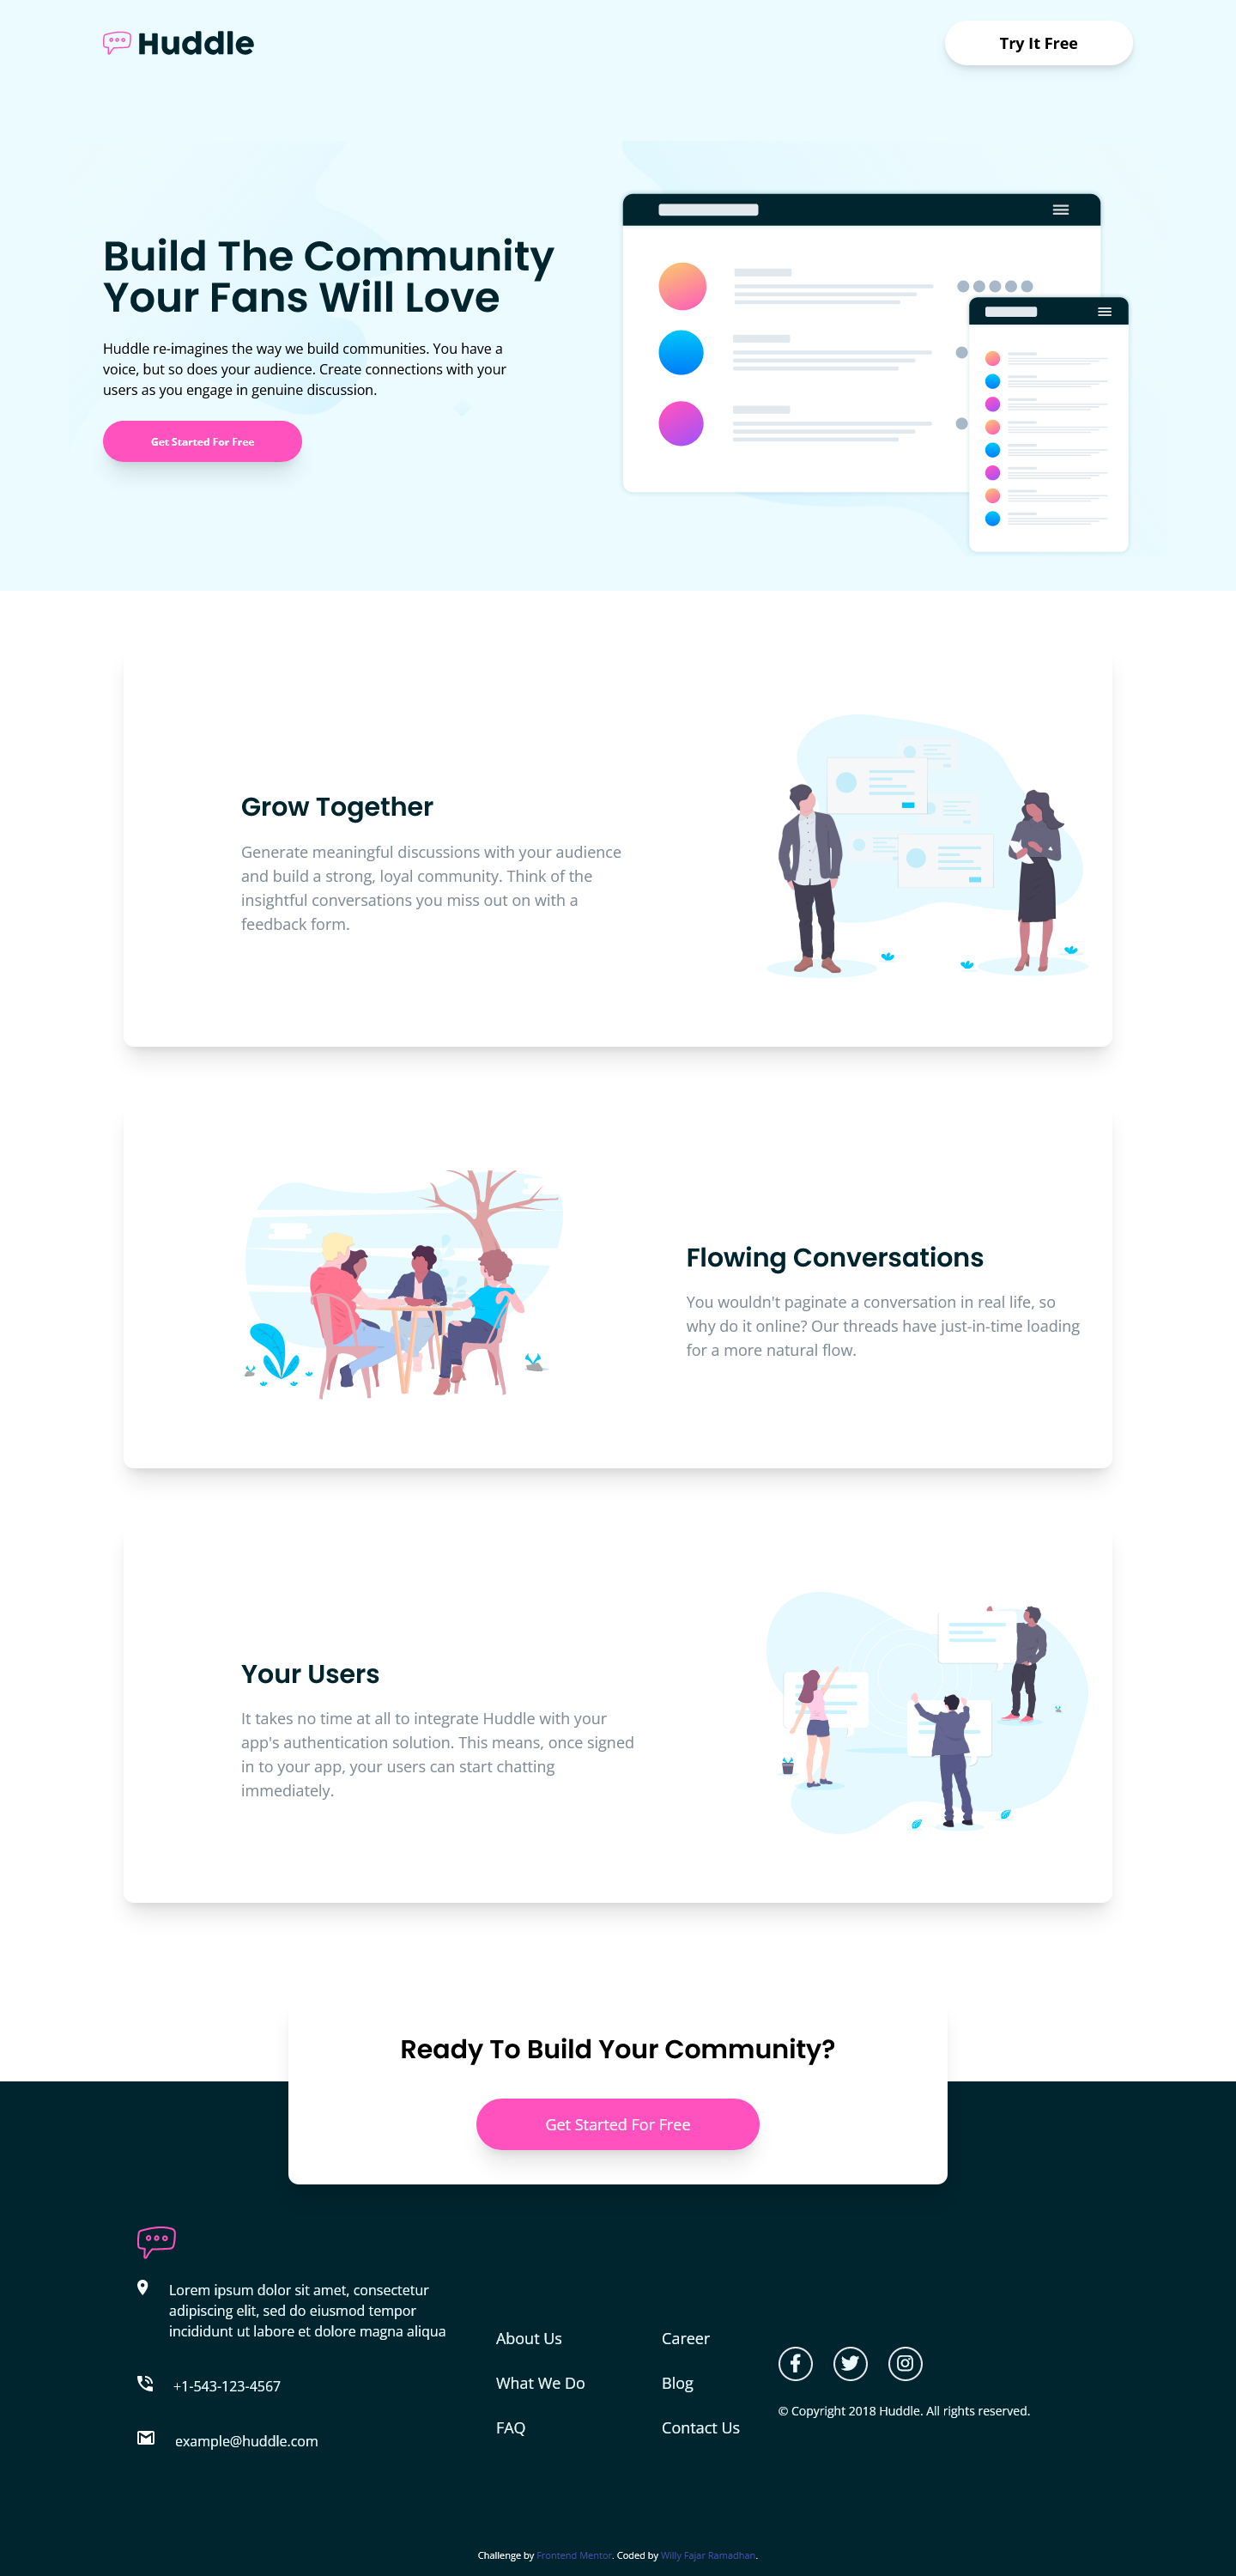 Huddle
Try It Free
Build The Community
Your Fans Will Love
Huddle re-imagines the way we build communities. You have a
voice, but so does your audience. Create connections with your
users as you engage in genuine discussion.
Get Started For Free
Grow Together
Generate meaningful discussions with your audience
and build a strong, loyal community. Think of the
insightful conversations you miss out on with a
feedback form.
Flowing Conversations
You wouldn't paginate a conversation in real life, so
why do it online? Our threads have just-in-time loading
for a more natural flow.
Your Users
It takes no time at all to integrate Huddle with your
app's authentication solution. This means, once signed
in to your app, your users can start chatting
immediately.
Ready To Build Your Community?
Get Started For Free
Lorem ipsum dolor sit amet, consectetur
adipiscing elit, sed do eiusmod tempor
incididunt ut labore et dolore magna aliqua
+1-543-123-4567
example@huddle.com
About Us
What We Do
FAQ
Career
Blog
Contact Us
© Copyright 2018 Huddle. All rights reserved.
Challenge by Frontend Mentor. Coded by Willy Fajar Ramadhan.